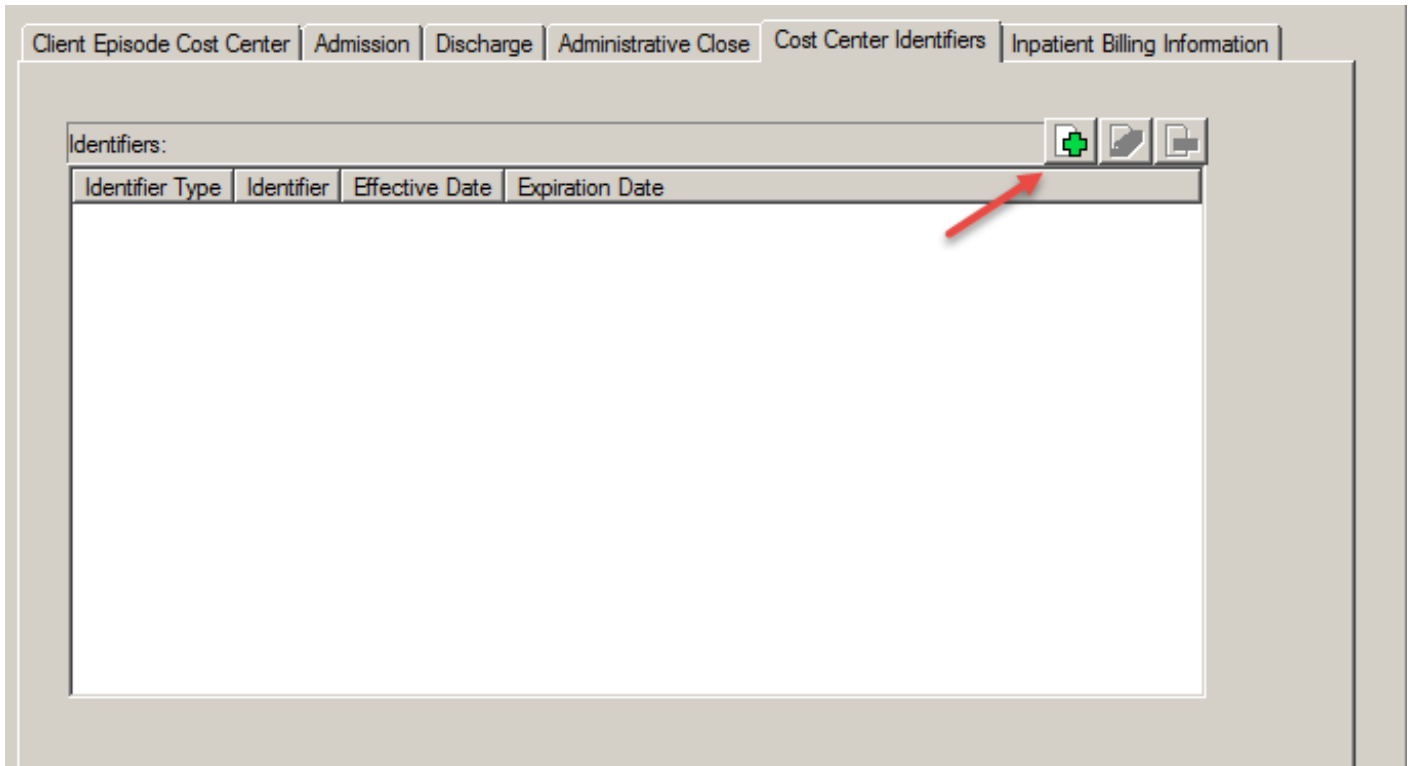 Client Episode Cost Center Admission Discharge Administrative Close Cost Center Identifiers Inpatient Billing Information
Identifiers:
Identifier Type Identifier Effective Date Expiration Date